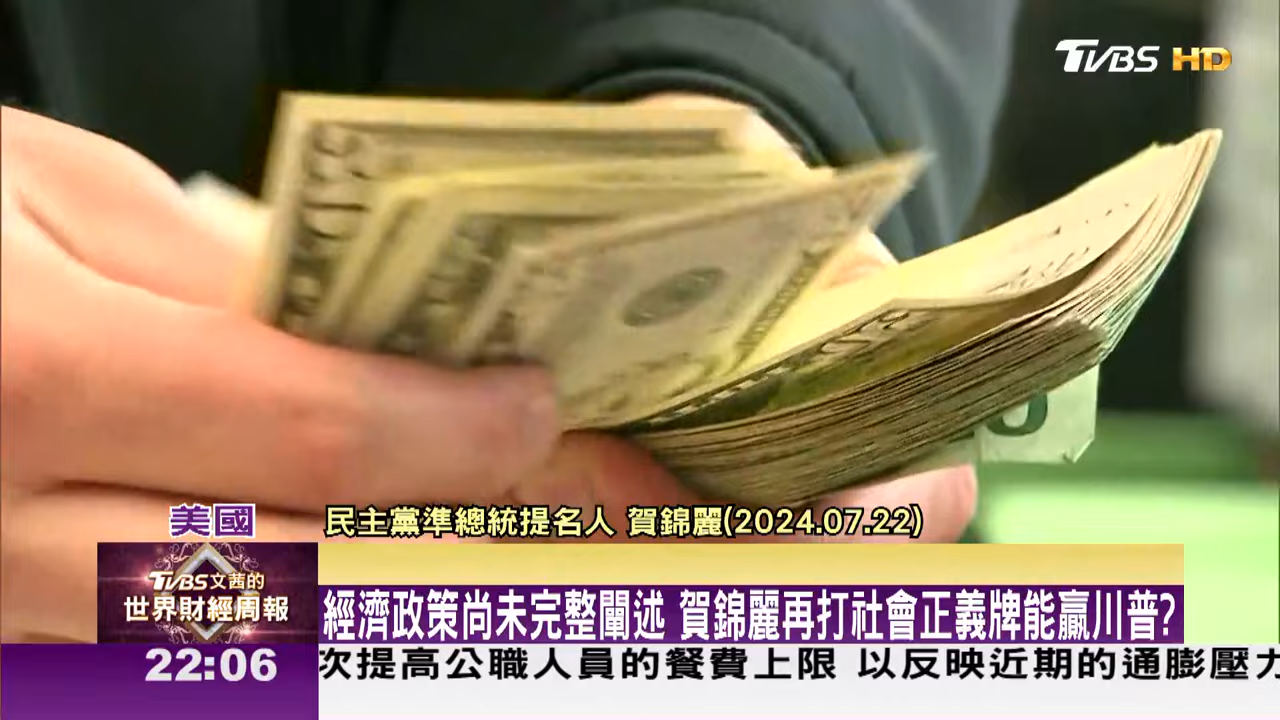 TVBS HD
美國
民主黨準總統提名人 賀錦麗(2024.07.22)
TVBS文茜的
世界財經周報
經濟政策尚未完整闡述 賀錦麗再打社會正義牌能贏川普?
22:06
次提高公職人員的餐費上限 以反映近期的通膨壓力